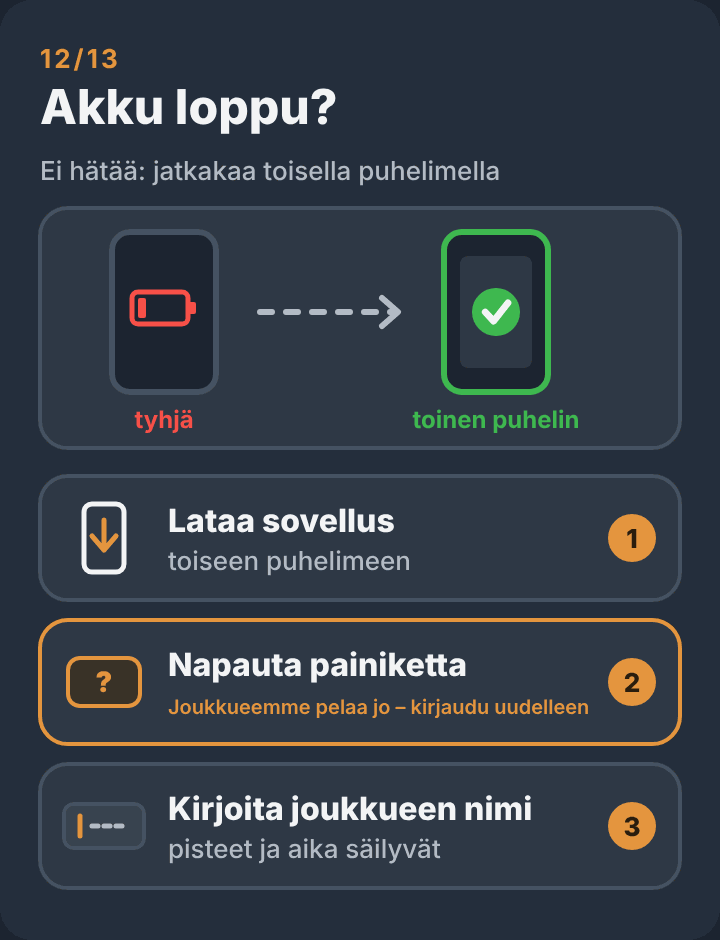 12/13
Akku loppu?
Ei hätää: jatkakaa toisella puhelimella
tyhjä
toinen puhelin
Lataa sovellus
toiseen puhelimeen
1
?
Napauta painiketta
Joukkueemme pelaa jo – kirjaudu uudelleen
2
Kirjoita joukkueen nimi
pisteet ja aika säilyvät
3